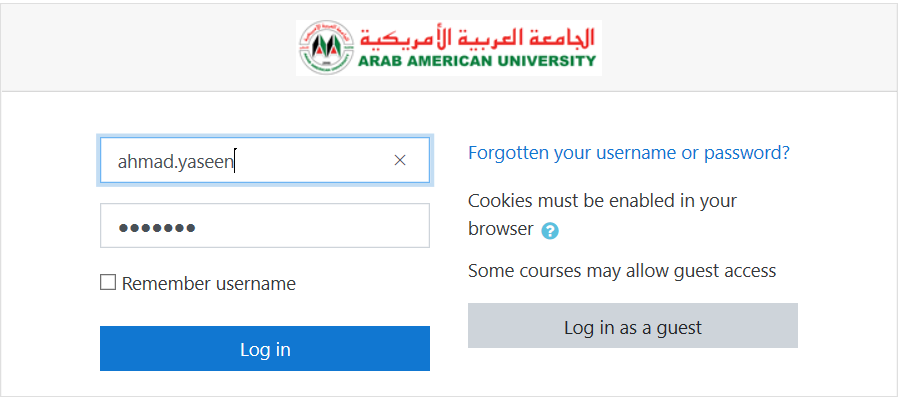 الجامعة العربية الأمريكية
ARAB AMERICAN UNIVERSITY
ahmad.yaseen
Remember username
Log in
Forgotten your username or password?
Cookies must be enabled in your
browser
Some courses may allow guest access
Log in as a guest